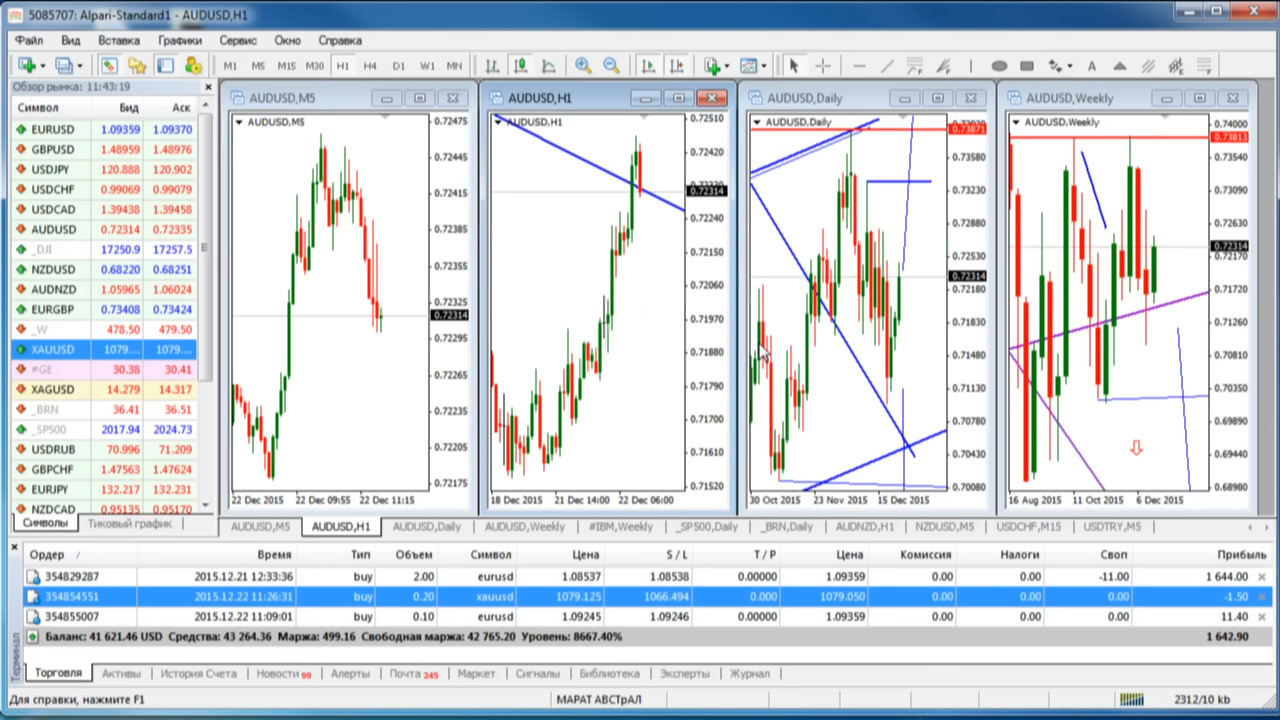 5085707: Alpari-Standard1 - AUDUSD,H1
Файл Вид Вставка Графики Сервис Окно Справка
M1 M5 M15 M30 H1 H4 D1 W1 MN
Обзор рынка: 11:43:19
Символ Бид Аск
EURUSD 1.09359 1.09370
GBPUSD 1.48959 1.48976
USDJPY 120.888 120.902
USDCHF 0.99069 0.99079
USDCAD 1.39438 1.39458
AUDUSD 0.72314 0.72335
_DJI 17250.9 17257.5
NZDUSD 0.68220 0.68251
AUDNZD 1.05965 1.06024
EURGBP 0.73408 0.73424
_W 478.50 479.50
XAUUSD 1079.... 1079....
#GE 30.38 30.41
XAGUSD 14.279 14.317
_BRN 36.41 36.51
_SP500 2017.94 2024.73
USDRUB 70.996 71.209
GBPCHF 1.47563 1.47624
EURJPY 132.217 132.231
NZDCAD 0.95135 0.95170
Символы Тиковый график
AUDUSD,M5
AUDUSD,M5
0.72475
0.72445
0.72415
0.72385
0.72355
0.72325
0.72314
0.72295
0.72265
0.72235
0.72205
0.72175
22 Dec 2015 22 Dec 09:55 22 Dec 11:15
AUDUSD,H1
AUDUSD,H1
0.72510
0.72420
0.72314
0.72240
0.72150
0.72060
0.71970
0.71880
0.71790
0.71700
0.71610
0.71520
18 Dec 2015 21 Dec 14:00 22 Dec 06:00
AUDUSD,Daily
AUDUSD,Daily
0.73871
0.73580
0.73230
0.72880
0.72530
0.72314
0.72180
0.71830
0.71480
0.71130
0.70780
0.70430
0.70080
30 Oct 2015 23 Nov 2015 15 Dec 2015
AUDUSD,Weekly
AUDUSD,Weekly
0.74000
0.73813
0.73540
0.73090
0.72630
0.72314
0.72170
0.71720
0.71260
0.70810
0.70350
0.69890
0.69440
0.68980
16 Aug 2015 11 Oct 2015 6 Dec 2015
AUDUSD,M5 AUDUSD,H1 AUDUSD,Daily AUDUSD,Weekly #IBM,Weekly _SP500,Daily _BRN,Daily AUDNZD,H1 NZDUSD,M5 USDCHF,M15 USDTRY,M5
Ордер Время Тип Объем Символ Цена S / L T / P Цена Комиссия Налоги Своп Прибыль
354829287 2015.12.21 12:33:36 buy 2.00 eurusd 1.08537 1.08538 0.00000 1.09359 0.00 0.00 -11.00 1 644.00
354854551 2015.12.22 11:26:31 buy 0.20 xauusd 1079.125 1066.494 0.000 1079.050 0.00 0.00 0.00 -1.50
354855007 2015.12.22 11:09:01 buy 0.10 eurusd 1.09245 1.09246 0.00000 1.09359 0.00 0.00 0.00 11.40
Баланс: 41 621.46 USD Средства: 43 264.36 Маржа: 499.16 Свободная маржа: 42 765.20 Уровень: 8667.40% 1 642.90
Терминал
Торговля Активы История Счета Новости 99 Алерты Почта 245 Маркет Сигналы Библиотека Эксперты Журнал
Для справки, нажмите F1 МАРАТ АВСТрАЛ 2312/10 kb